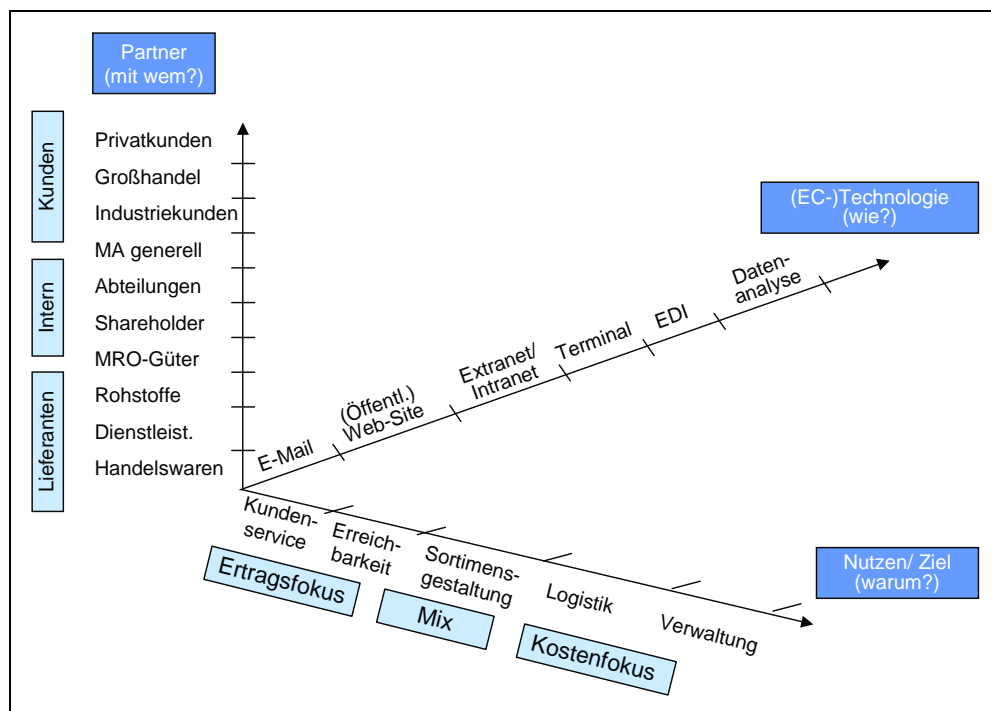 Partner
(mit wem?)
Kunden
Intern
Lieferanten
Privatkunden
Großhandel
Industriekunden
MA generell
Abteilungen
Shareholder
MRO-Güter
Rohstoffe
Dienstleist.
Handelswaren
(EC-)Technologie
(wie?)
E-Mail
(Öffentl.)
Web-Site
Extranet/
Intranet
Terminal
EDI
Daten-
analyse
Kunden-
service
Erreich-
barkeit
Sortimens-
gestaltung
Logistik
Verwaltung
Ertragsfokus
Mix
Kostenfokus
Nutzen/ Ziel
(warum?)